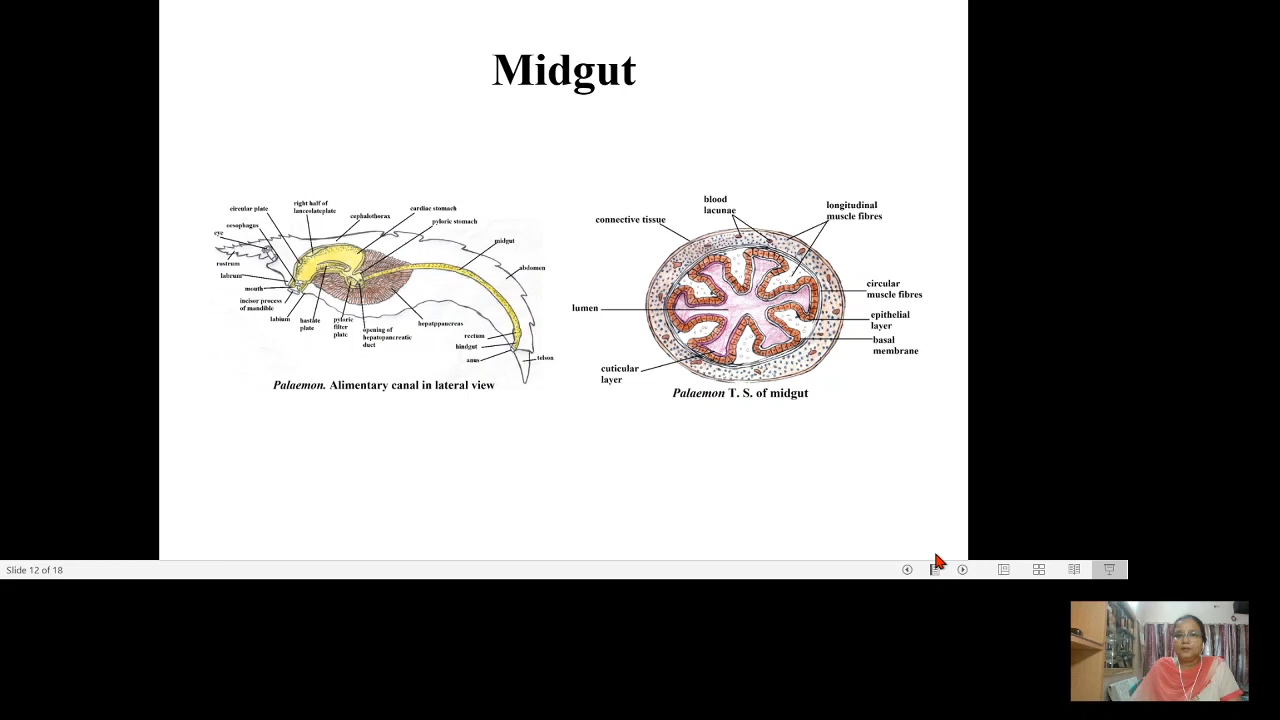 Midgut
circular plate
right half of
lanceolateplate
cephalothorax
cardiac stomach
pyloric stomach
oesophagus
eye
midgut
rostrum
abdomen
labrum
mouth
incisor process
of mandible
labium
hastate
plate
pyloric
filter
plate
opening of
hepatopancreatic
duct
hepatppancreas
rectum
hindgut
anus
telson
Palaemon. Alimentary canal in lateral view
blood
lacunae
longitudinal
muscle fibres
connective tissue
circular
muscle fibres
lumen
epithelial
layer
basal
membrane
cuticular
layer
Palaemon T. S. of midgut
Slide 12 of 18